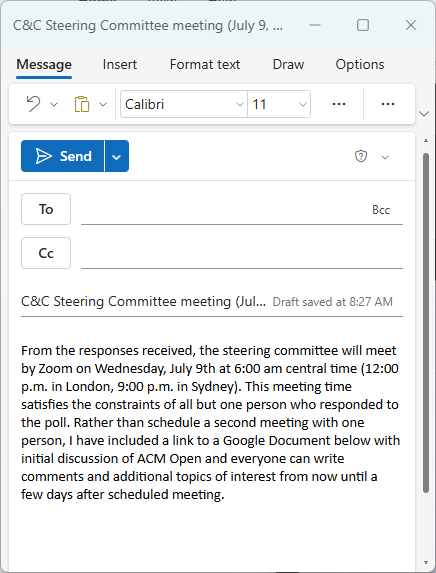 C&C Steering Committee meeting (July 9, ...
Message Insert Format text Draw Options
Calibri 11 ... ...
Send
To Bcc
Cc
C&C Steering Committee meeting (Jul... Draft saved at 8:27 AM
From the responses received, the steering committee will meet
by Zoom on Wednesday, July 9th at 6:00 am central time (12:00
p.m. in London, 9:00 p.m. in Sydney). This meeting time
satisfies the constraints of all but one person who responded to
the poll. Rather than schedule a second meeting with one
person, I have included a link to a Google Document below with
initial discussion of ACM Open and everyone can write
comments and additional topics of interest from now until a
few days after scheduled meeting.